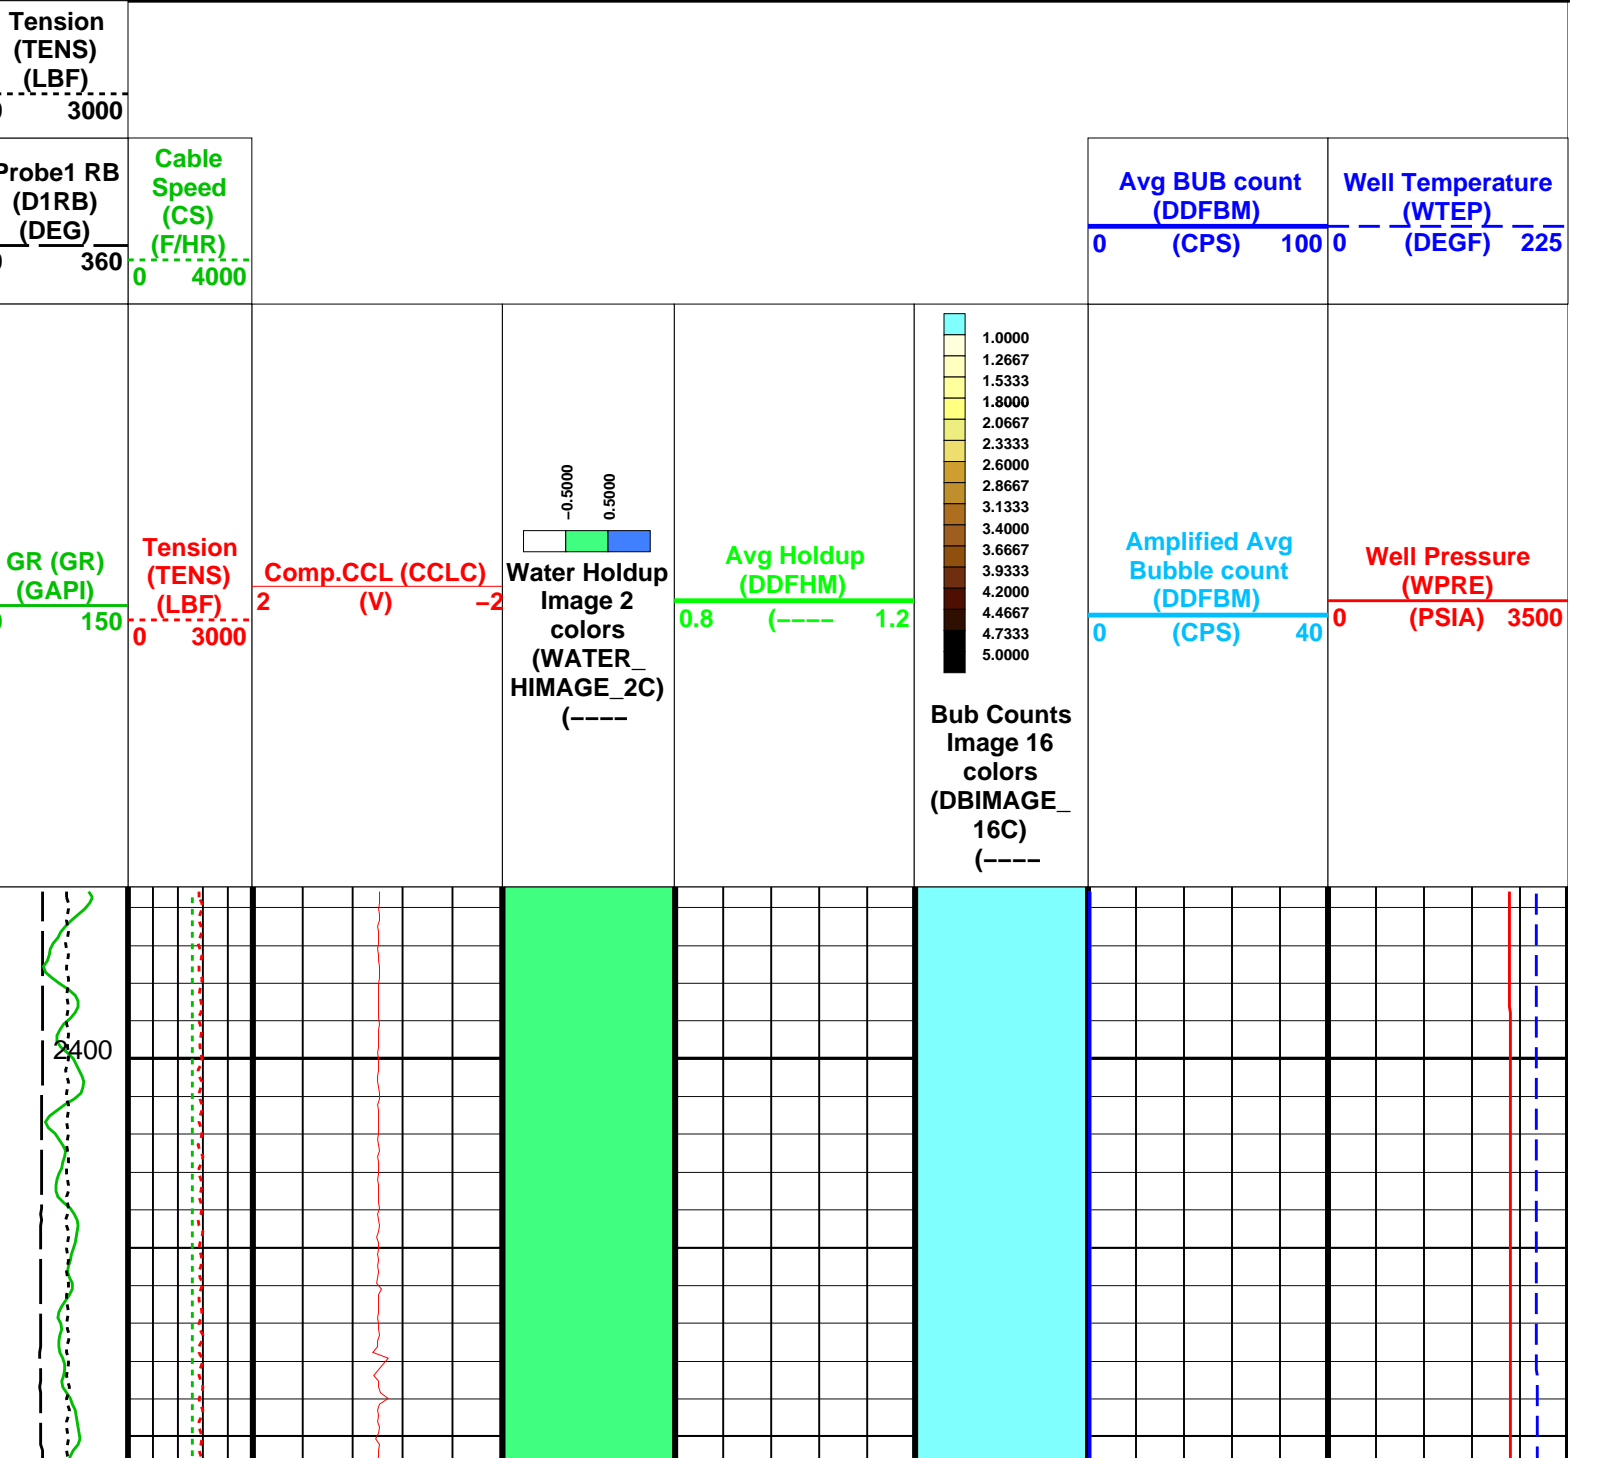 Tension
(TENS)
(LBF)
3000
Probe1 RB
(D1RB)
(DEG)
360
Cable
Speed
(CS)
(F/HR)
0 4000
Avg BUB count
(DDFBM)
0 (CPS) 100
Well Temperature
(WTEP)
0 (DEGF) 225
GR (GR)
(GAPI)
150
Tension
(TENS)
(LBF)
0 3000
Comp.CCL (CCLC)
2 (V) −2
−0.5000
0.5000
Water Holdup
Image 2
colors
(WATER_
HIMAGE_2C)
(−−−−
Avg Holdup
(DDFHM)
0.8 (−−−− 1.2
1.0000
1.2667
1.5333
1.8000
2.0667
2.3333
2.6000
2.8667
3.1333
3.4000
3.6667
3.9333
4.2000
4.4667
4.7333
5.0000
Bub Counts
Image 16
colors
(DBIMAGE_
16C)
(−−−−
Amplified Avg
Bubble count
(DDFBM)
0 (CPS) 40
Well Pressure
(WPRE)
0 (PSIA) 3500
2400